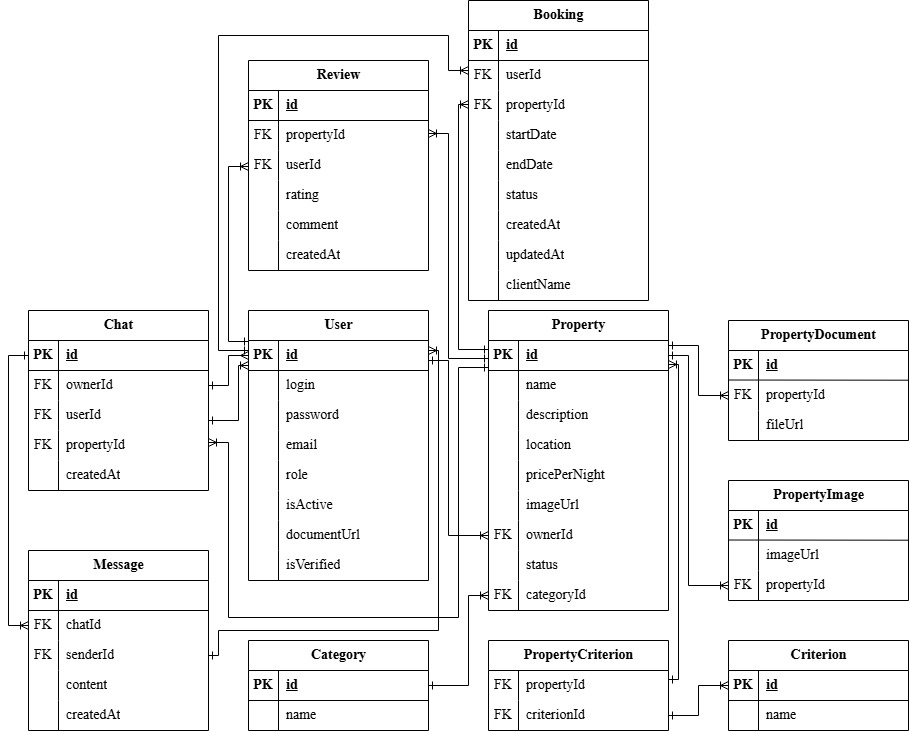 Booking
PK id
FK userId
FK propertyId
startDate
endDate
status
createdAt
updatedAt
clientName
Review
PK id
FK propertyId
FK userId
rating
comment
createdAt
Chat
PK id
FK ownerId
FK userId
FK propertyId
createdAt
User
PK id
login
password
email
role
isActive
documentUrl
isVerified
Property
PK id
name
description
location
pricePerNight
imageUrl
FK ownerId
status
FK categoryId
PropertyDocument
PK id
FK propertyId
fileUrl
PropertyImage
PK id
imageUrl
FK propertyId
Message
PK id
FK chatId
FK senderId
content
createdAt
Category
PK id
name
PropertyCriterion
FK propertyId
FK criterionId
Criterion
PK id
name